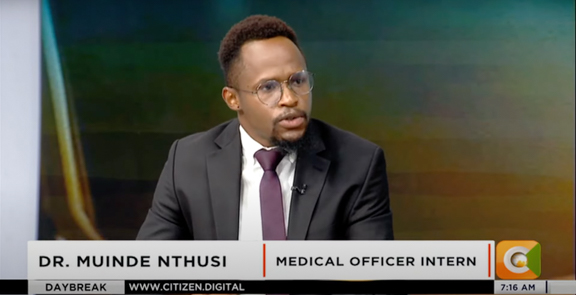 DR. MUINDE NTHUSI
MEDICAL OFFICER INTERN
DAYBREAK
WWW.CITIZEN.DIGITAL
7:16 AM